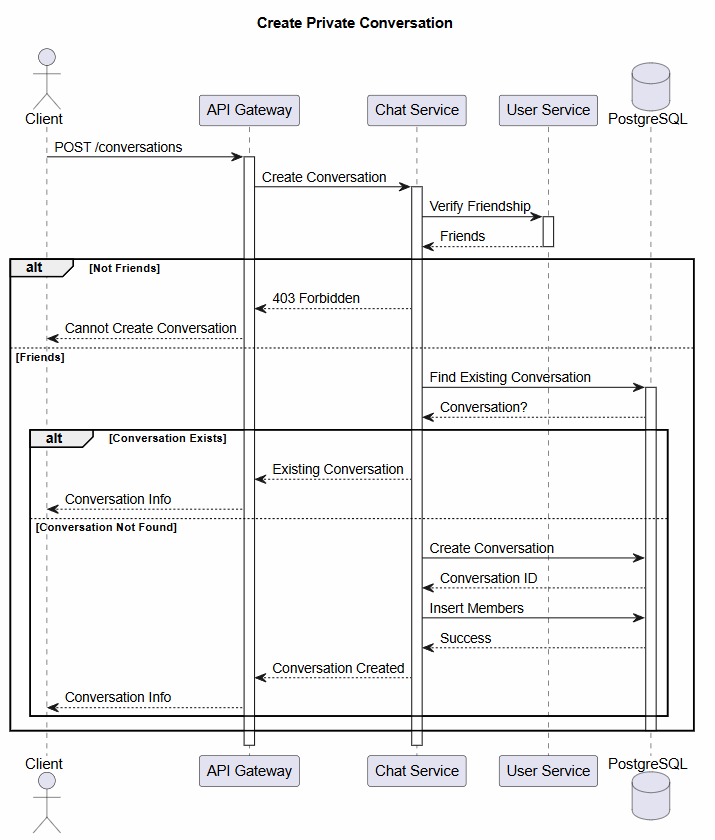 Create Private Conversation
Client
API Gateway
Chat Service
User Service
PostgreSQL
POST /conversations
Create Conversation
Verify Friendship
Friends
alt
[Not Friends]
403 Forbidden
Cannot Create Conversation
[Friends]
Find Existing Conversation
Conversation?
alt
[Conversation Exists]
Existing Conversation
Conversation Info
[Conversation Not Found]
Create Conversation
Conversation ID
Insert Members
Success
Conversation Created
Conversation Info
Client
API Gateway
Chat Service
User Service
PostgreSQL